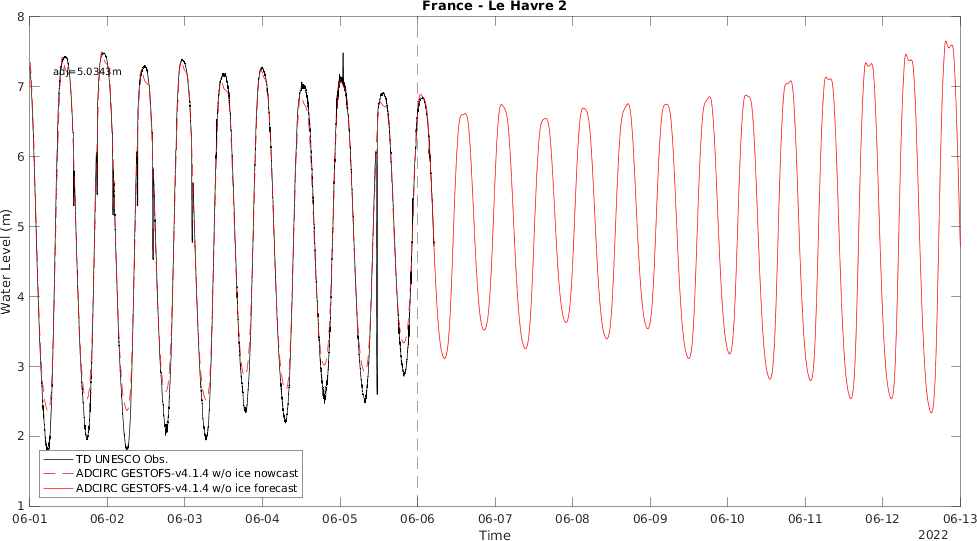 France - Le Havre 2
adj=5.0343m
8
7
6
5
4
3
2
1
Water Level (m)
TD UNESCO Obs.
ADCIRC GESTOFS-v4.1.4 w/o ice nowcast
ADCIRC GESTOFS-v4.1.4 w/o ice forecast
06-01 06-02 06-03 06-04 06-05 06-06 06-07 06-08 06-09 06-10 06-11 06-12 06-13
Time
2022